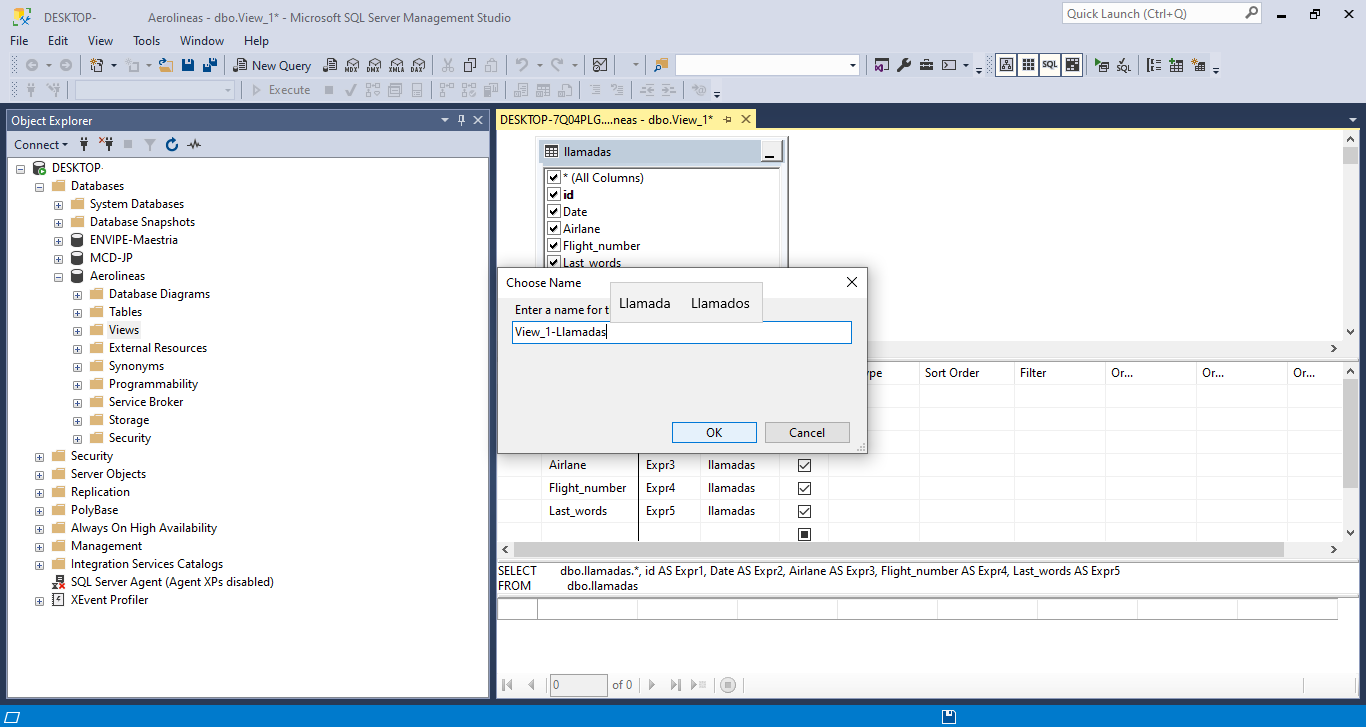 DESKTOP- Aerolineas - dbo.View_1* - Microsoft SQL Server Management Studio
Quick Launch (Ctrl+Q)
File Edit View Tools Window Help
New Query MDX DMX XMLA DAX SQL SQL
Execute
Object Explorer
Connect
DESKTOP-
Databases
System Databases
Database Snapshots
ENVIPE-Maestria
MCD-JP
Aerolineas
Database Diagrams
Tables
Views
External Resources
Synonyms
Programmability
Service Broker
Storage
Security
Security
Server Objects
Replication
PolyBase
Always On High Availability
Management
Integration Services Catalogs
SQL Server Agent (Agent XPs disabled)
XEvent Profiler
DESKTOP-7Q04PLG....neas - dbo.View_1*
llamadas
* (All Columns)
id
Date
Airlane
Flight_number
Last_words
Choose Name
Llamada Llamados
Enter a name for t
View_1-Llamadas
OK Cancel
ype Sort Order Filter Or... Or... Or...
Airlane Expr3 llamadas
Flight_number Expr4 llamadas
Last_words Expr5 llamadas
SELECT dbo.llamadas.*, id AS Expr1, Date AS Expr2, Airlane AS Expr3, Flight_number AS Expr4, Last_words AS Expr5
FROM dbo.llamadas
0 of 0